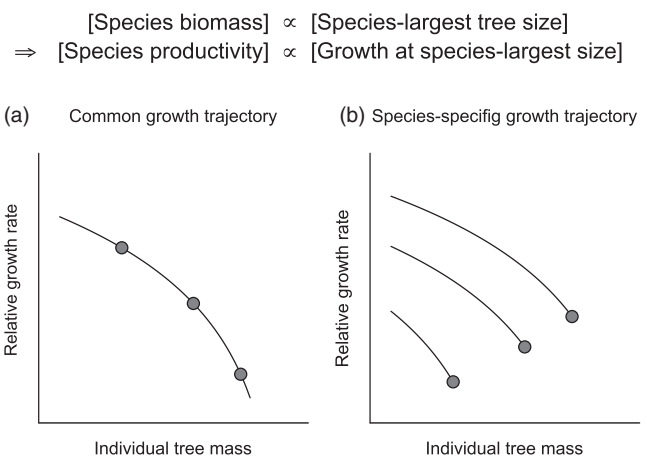 [Species biomass] ∝ [Species-largest tree size]
⇒ [Species productivity] ∝ [Growth at species-largest size]
(a) Common growth trajectory
(b) Species-specifig growth trajectory
Relative growth rate
Individual tree mass
Relative growth rate
Individual tree mass